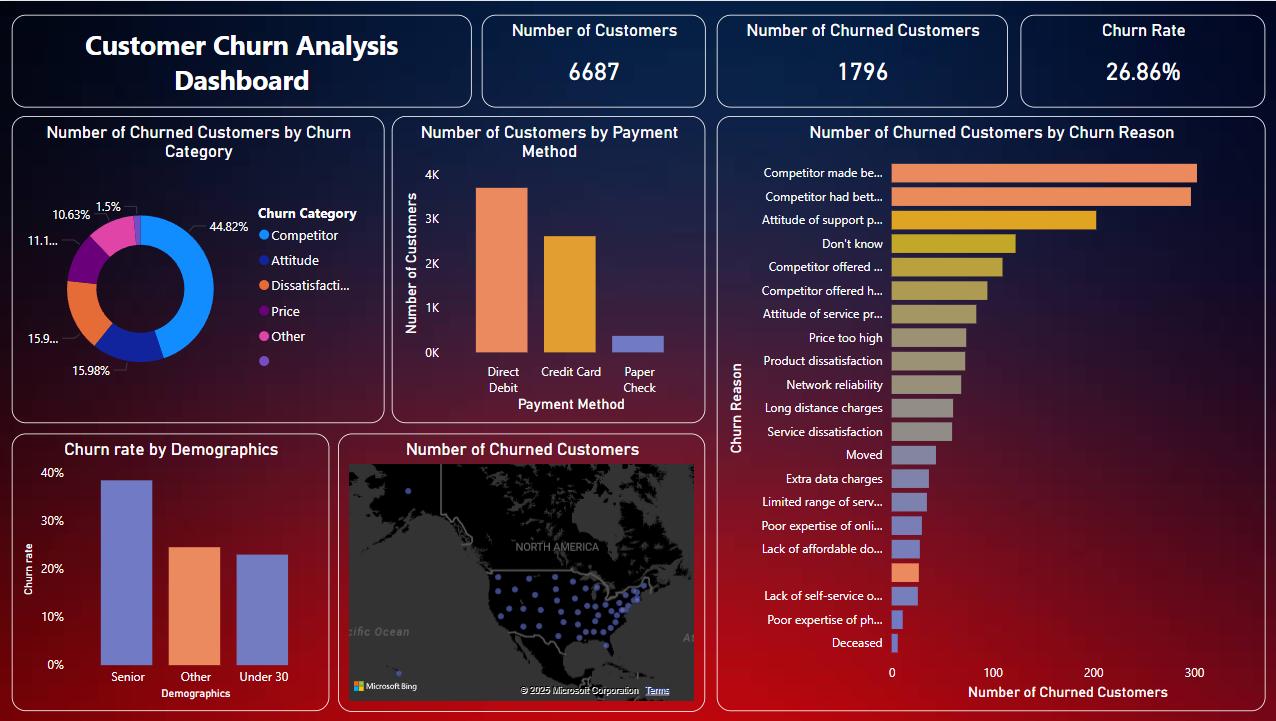 Customer Churn Analysis
Dashboard
Number of Customers
6687
Number of Churned Customers
1796
Churn Rate
26.86%
Number of Churned Customers by Churn
Category
1.5%
10.63%
11.1...
15.9...
15.98%
44.82%
Churn Category
Competitor
Attitude
Dissatisfacti...
Price
Other
Number of Customers by Payment
Method
Number of Customers
4K
3K
2K
1K
0K
Direct
Debit
Credit Card
Paper
Check
Payment Method
Number of Churned Customers by Churn Reason
Churn Reason
Competitor made be...
Competitor had bett...
Attitude of support p...
Don't know
Competitor offered ...
Competitor offered h...
Attitude of service pr...
Price too high
Product dissatisfaction
Network reliability
Long distance charges
Service dissatisfaction
Moved
Extra data charges
Limited range of serv...
Poor expertise of onli...
Lack of affordable do...
Lack of self-service o...
Poor expertise of ph...
Deceased
0
100
200
300
Number of Churned Customers
Churn rate by Demographics
Churn rate
40%
30%
20%
10%
0%
Senior
Other
Under 30
Demographics
Number of Churned Customers
NORTH AMERICA
cific Ocean
At
Microsoft Bing
© 2025 Microsoft Corporation Terms